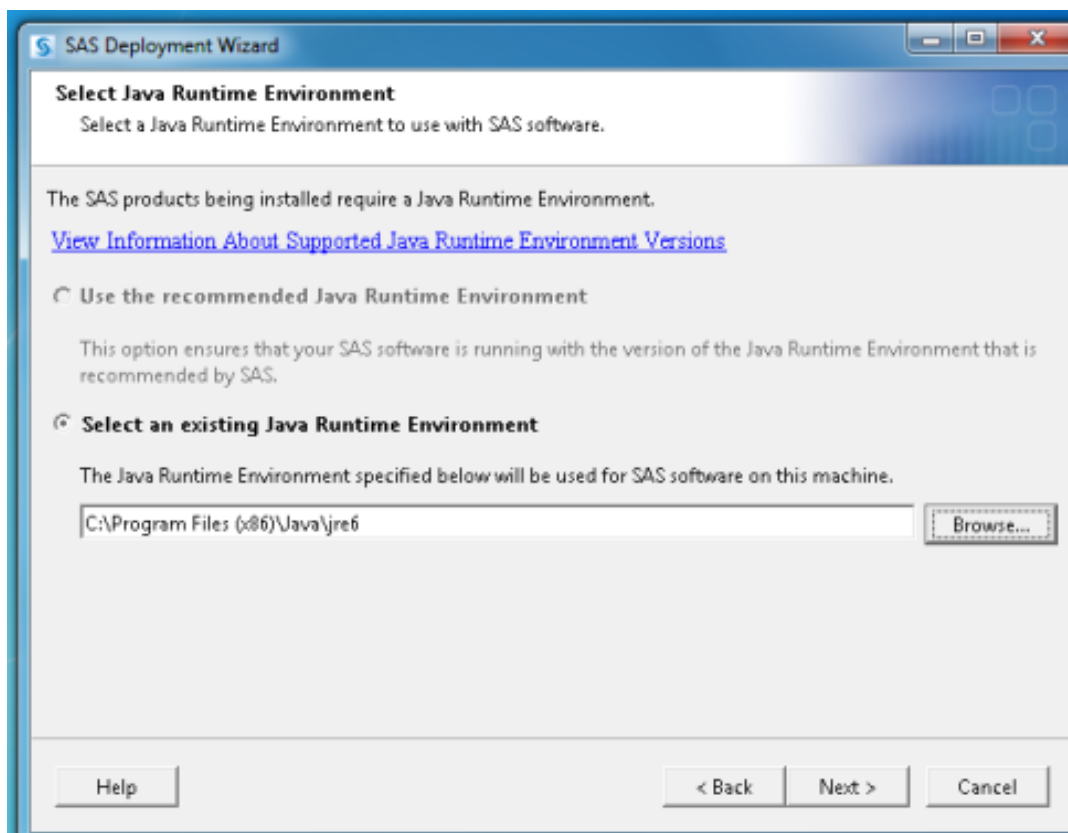 SAS Deployment Wizard
Select Java Runtime Environment
Select a Java Runtime Environment to use with SAS software.
The SAS products being installed require a Java Runtime Environment.
View Information About Supported Java Runtime Environment Versions
Use the recommended Java Runtime Environment
This option ensures that your SAS software is running with the version of the Java Runtime Environment that is
recommended by SAS.
Select an existing Java Runtime Environment
The Java Runtime Environment specified below will be used for SAS software on this machine.
C:\Program Files (x86)\Java\jre6
Browse...
Help
< Back
Next >
Cancel